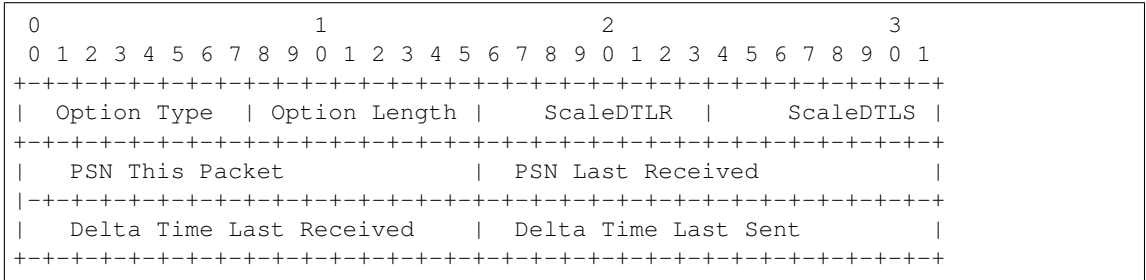 0                   1                   2                   3
 0 1 2 3 4 5 6 7 8 9 0 1 2 3 4 5 6 7 8 9 0 1 2 3 4 5 6 7 8 9 0 1
+-+-+-+-+-+-+-+-+-+-+-+-+-+-+-+-+-+-+-+-+-+-+-+-+-+-+-+-+-+-+-+-+
|  Option Type  | Option Length |    ScaleDTLR  |     ScaleDTLS |
+-+-+-+-+-+-+-+-+-+-+-+-+-+-+-+-+-+-+-+-+-+-+-+-+-+-+-+-+-+-+-+-+
|   PSN This Packet             |  PSN Last Received            |
|-+-+-+-+-+-+-+-+-+-+-+-+-+-+-+-+-+-+-+-+-+-+-+-+-+-+-+-+-+-+-+-+
|   Delta Time Last Received    |  Delta Time Last Sent         |
+-+-+-+-+-+-+-+-+-+-+-+-+-+-+-+-+-+-+-+-+-+-+-+-+-+-+-+-+-+-+-+-+